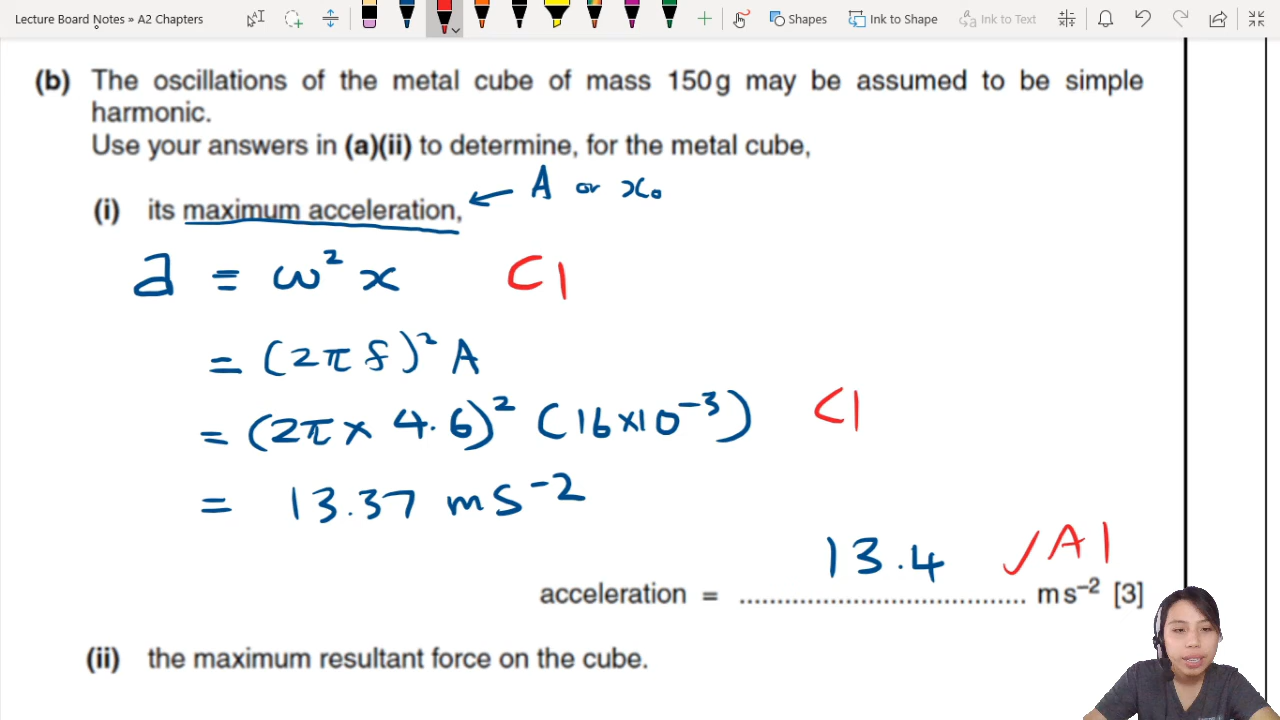 Lecture Board Notes » A2 Chapters
Shapes
Ink to Shape
Ink to Text
(b) The oscillations of the metal cube of mass 150 g may be assumed to be simple
harmonic.
Use your answers in (a)(ii) to determine, for the metal cube,
A or x₀
(i) its maximum acceleration,
a = ω² x C1
= (2π f)² A
= (2π × 4.6)² (16×10⁻³) C1
= 13.37 ms⁻²
13.4 ✓A1
acceleration = ..................................... m s⁻² [3]
(ii) the maximum resultant force on the cube.